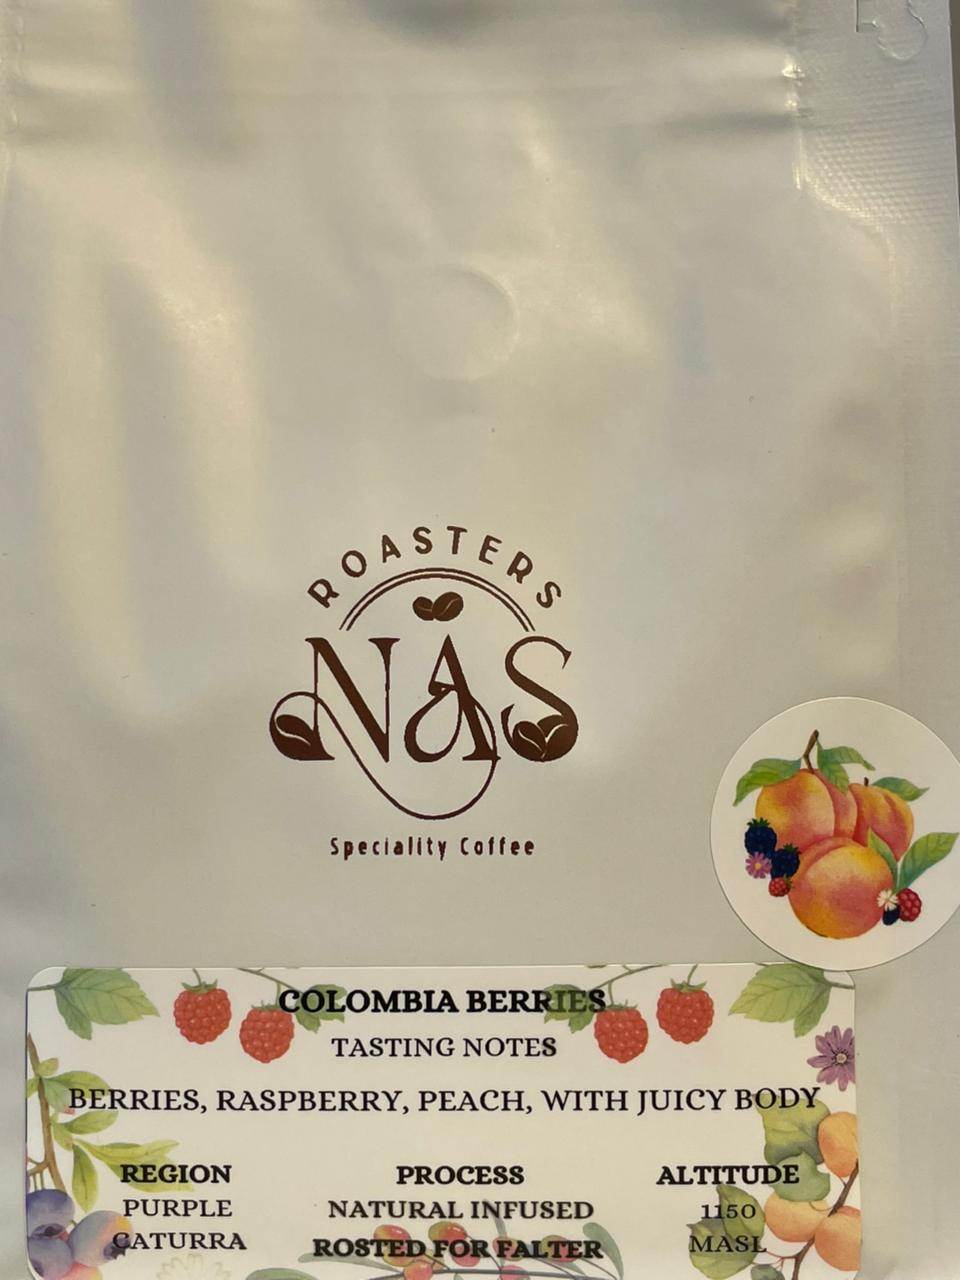 ROASTERS
NAS
Speciality Coffee
COLOMBIA BERRIES
TASTING NOTES
BERRIES, RASPBERRY, PEACH, WITH JUICY BODY
REGION PROCESS ALTITUDE
PURPLE NATURAL INFUSED 1150
CATURRA ROSTED FOR FALTER MASL